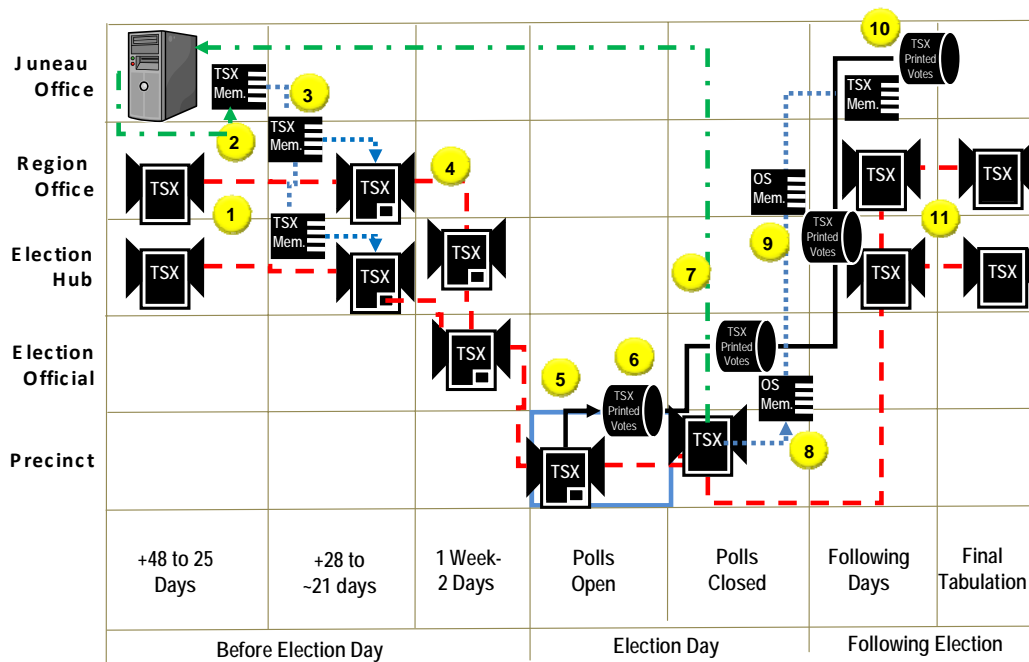 10
TSX
Printed
Votes
Juneau
Office
TSX
Mem.
3
TSX
Mem.
TSX
Mem.
2
4
Region
Office
TSX
TSX
OS
Mem.
TSX
TSX
1
TSX
Mem.
9
TSX
Printed
Votes
11
Election
Hub
TSX
TSX
TSX
7
TSX
TSX
Election
Official
TSX
TSX
Printed
Votes
5
6
TSX
Printed
Votes
OS
Mem.
Precinct
TSX
TSX
8
+48 to 25
Days
+28 to
~21 days
1 Week-
2 Days
Polls
Open
Polls
Closed
Following
Days
Final
Tabulation
Before Election Day
Election Day
Following Election